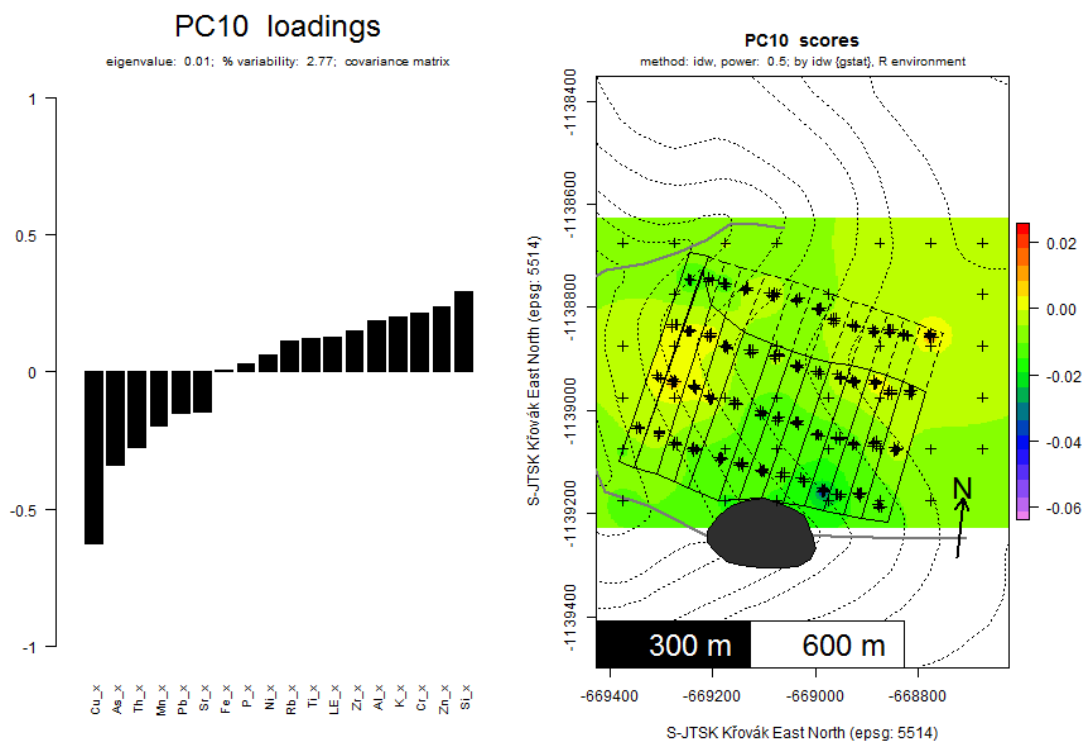 PC10 loadings
eigenvalue: 0.01; % variability: 2.77; covariance matrix
1
0.5
0
-0.5
-1
Cu_x
As_x
Th_x
Mn_x
Pb_x
Sr_x
Fe_x
P_x
Ni_x
Rb_x
Ti_x
LE_x
Zr_x
Al_x
K_x
Cr_x
Zn_x
Si_x
PC10 scores
method: idw, power: 0.5; by idw {gstat}, R environment
S-JTSK Křovák East North (epsg: 5514)
-1138400
-1138600
-1138800
-1139000
-1139200
-1139400
N
300 m
600 m
-669400
-669200
-669000
-668800
S-JTSK Křovák East North (epsg: 5514)
0.02
0.00
-0.02
-0.04
-0.06